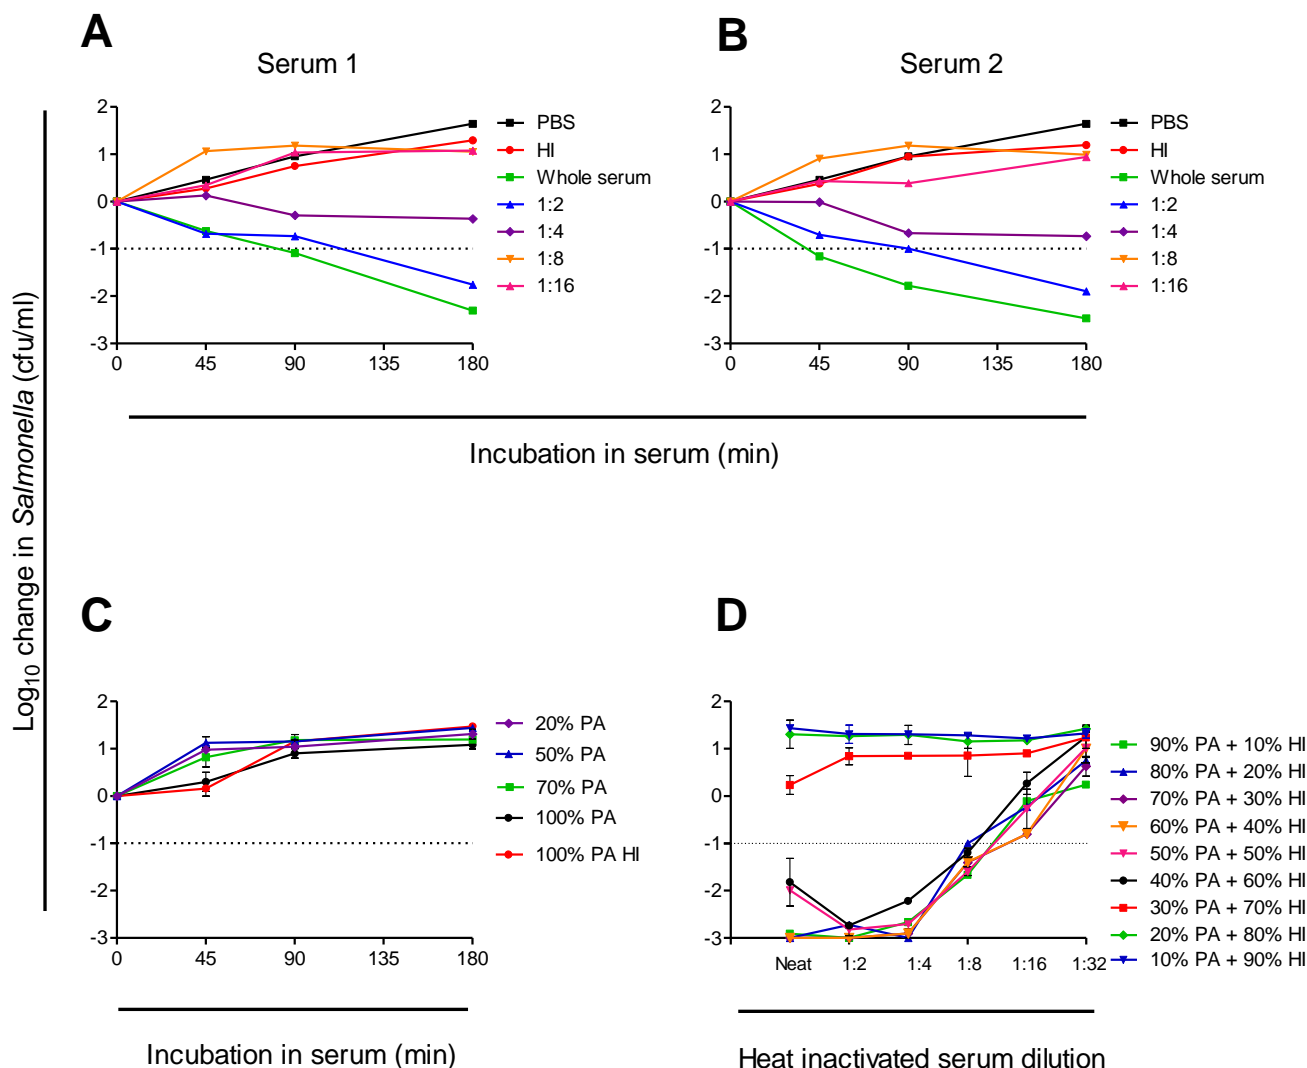 A
Serum 1
2
1
0
-1
-2
-3
0
45
90
135
180
PBS
HI
Whole serum
1:2
1:4
1:8
1:16
B
Serum 2
2
1
0
-1
-2
-3
0
45
90
135
180
PBS
HI
Whole serum
1:2
1:4
1:8
1:16
Incubation in serum (min)
Log10 change in Salmonella (cfu/ml)
C
2
1
0
-1
-2
-3
0
45
90
135
180
20% PA
50% PA
70% PA
100% PA
100% PA HI
Incubation in serum (min)
D
2
1
0
-1
-2
-3
Neat
1:2
1:4
1:8
1:16
1:32
90% PA + 10% HI
80% PA + 20% HI
70% PA + 30% HI
60% PA + 40% HI
50% PA + 50% HI
40% PA + 60% HI
30% PA + 70% HI
20% PA + 80% HI
10% PA + 90% HI
Heat inactivated serum dilution